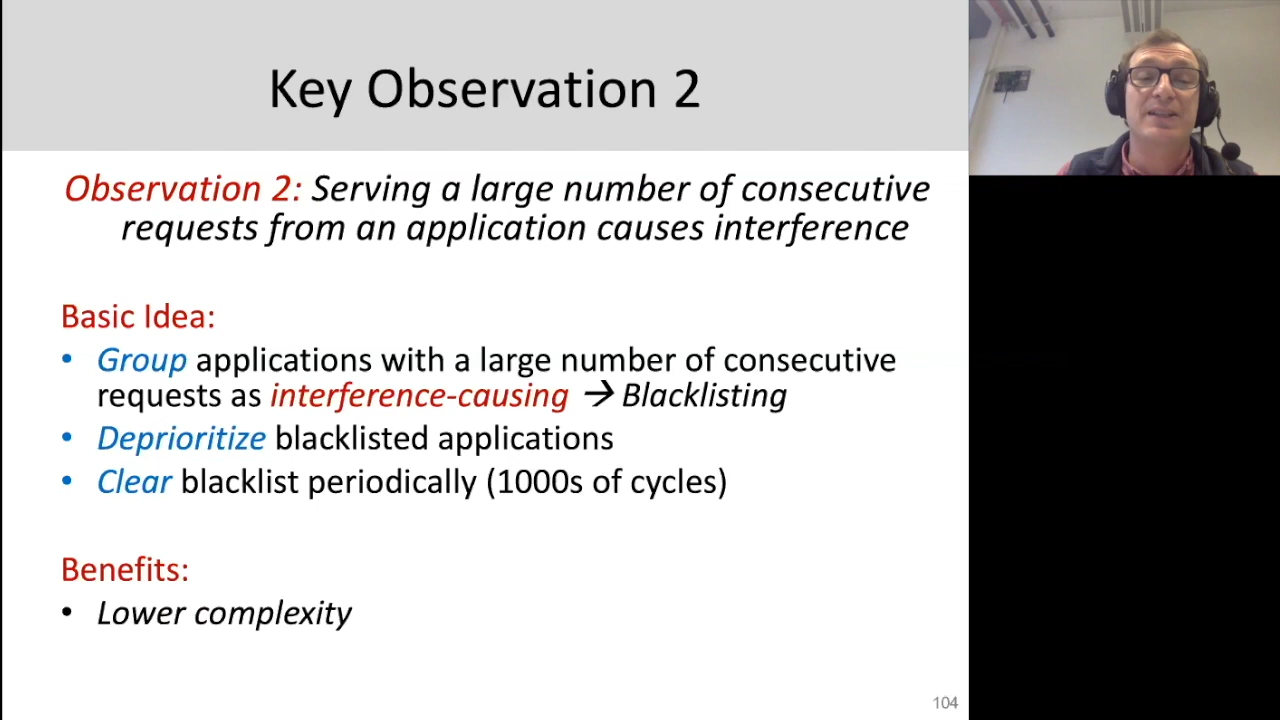 Key Observation 2
Observation 2: Serving a large number of consecutive
requests from an application causes interference
Basic Idea:
• Group applications with a large number of consecutive
requests as interference-causing → Blacklisting
• Deprioritize blacklisted applications
• Clear blacklist periodically (1000s of cycles)
Benefits:
• Lower complexity
104